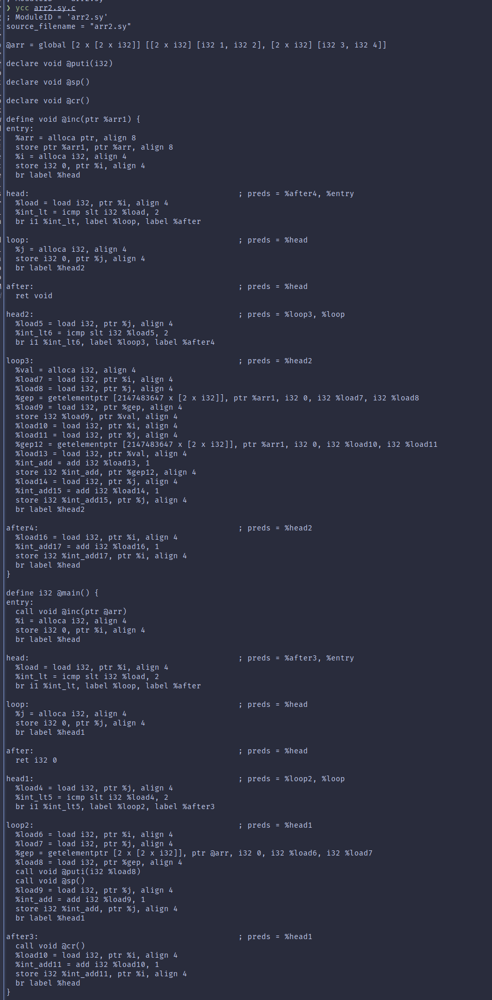 ❯ ycc arr2.sy.c
; ModuleID = 'arr2.sy'
source_filename = "arr2.sy"

@arr = global [2 x [2 x i32]] [[2 x i32] [i32 1, i32 2], [2 x i32] [i32 3, i32 4]]

declare void @puti(i32)

declare void @sp()

declare void @cr()

define void @inc(ptr %arr1) {
entry:
  %arr = alloca ptr, align 8
  store ptr %arr1, ptr %arr, align 8
  %i = alloca i32, align 4
  store i32 0, ptr %i, align 4
  br label %head

head:                                             ; preds = %after4, %entry
  %load = load i32, ptr %i, align 4
  %int_lt = icmp slt i32 %load, 2
  br i1 %int_lt, label %loop, label %after

loop:                                             ; preds = %head
  %j = alloca i32, align 4
  store i32 0, ptr %j, align 4
  br label %head2

after:                                            ; preds = %head
  ret void

head2:                                            ; preds = %loop3, %loop
  %load5 = load i32, ptr %j, align 4
  %int_lt6 = icmp slt i32 %load5, 2
  br i1 %int_lt6, label %loop3, label %after4

loop3:                                            ; preds = %head2
  %val = alloca i32, align 4
  %load7 = load i32, ptr %i, align 4
  %load8 = load i32, ptr %j, align 4
  %gep = getelementptr [2147483647 x [2 x i32]], ptr %arr1, i32 0, i32 %load7, i32 %load8
  %load9 = load i32, ptr %gep, align 4
  store i32 %load9, ptr %val, align 4
  %load10 = load i32, ptr %i, align 4
  %load11 = load i32, ptr %j, align 4
  %gep12 = getelementptr [2147483647 x [2 x i32]], ptr %arr1, i32 0, i32 %load10, i32 %load11
  %load13 = load i32, ptr %val, align 4
  %int_add = add i32 %load13, 1
  store i32 %int_add, ptr %gep12, align 4
  %load14 = load i32, ptr %j, align 4
  %int_add15 = add i32 %load14, 1
  store i32 %int_add15, ptr %j, align 4
  br label %head2

after4:                                           ; preds = %head2
  %load16 = load i32, ptr %i, align 4
  %int_add17 = add i32 %load16, 1
  store i32 %int_add17, ptr %i, align 4
  br label %head
}

define i32 @main() {
entry:
  call void @inc(ptr @arr)
  %i = alloca i32, align 4
  store i32 0, ptr %i, align 4
  br label %head

head:                                             ; preds = %after3, %entry
  %load = load i32, ptr %i, align 4
  %int_lt = icmp slt i32 %load, 2
  br i1 %int_lt, label %loop, label %after

loop:                                             ; preds = %head
  %j = alloca i32, align 4
  store i32 0, ptr %j, align 4
  br label %head1

after:                                            ; preds = %head
  ret i32 0

head1:                                            ; preds = %loop2, %loop
  %load4 = load i32, ptr %j, align 4
  %int_lt5 = icmp slt i32 %load4, 2
  br i1 %int_lt5, label %loop2, label %after3

loop2:                                            ; preds = %head1
  %load6 = load i32, ptr %i, align 4
  %load7 = load i32, ptr %j, align 4
  %gep = getelementptr [2 x [2 x i32]], ptr @arr, i32 0, i32 %load6, i32 %load7
  %load8 = load i32, ptr %gep, align 4
  call void @puti(i32 %load8)
  call void @sp()
  %load9 = load i32, ptr %j, align 4
  %int_add = add i32 %load9, 1
  store i32 %int_add, ptr %j, align 4
  br label %head1

after3:                                           ; preds = %head1
  call void @cr()
  %load10 = load i32, ptr %i, align 4
  %int_add11 = add i32 %load10, 1
  store i32 %int_add11, ptr %i, align 4
  br label %head
}